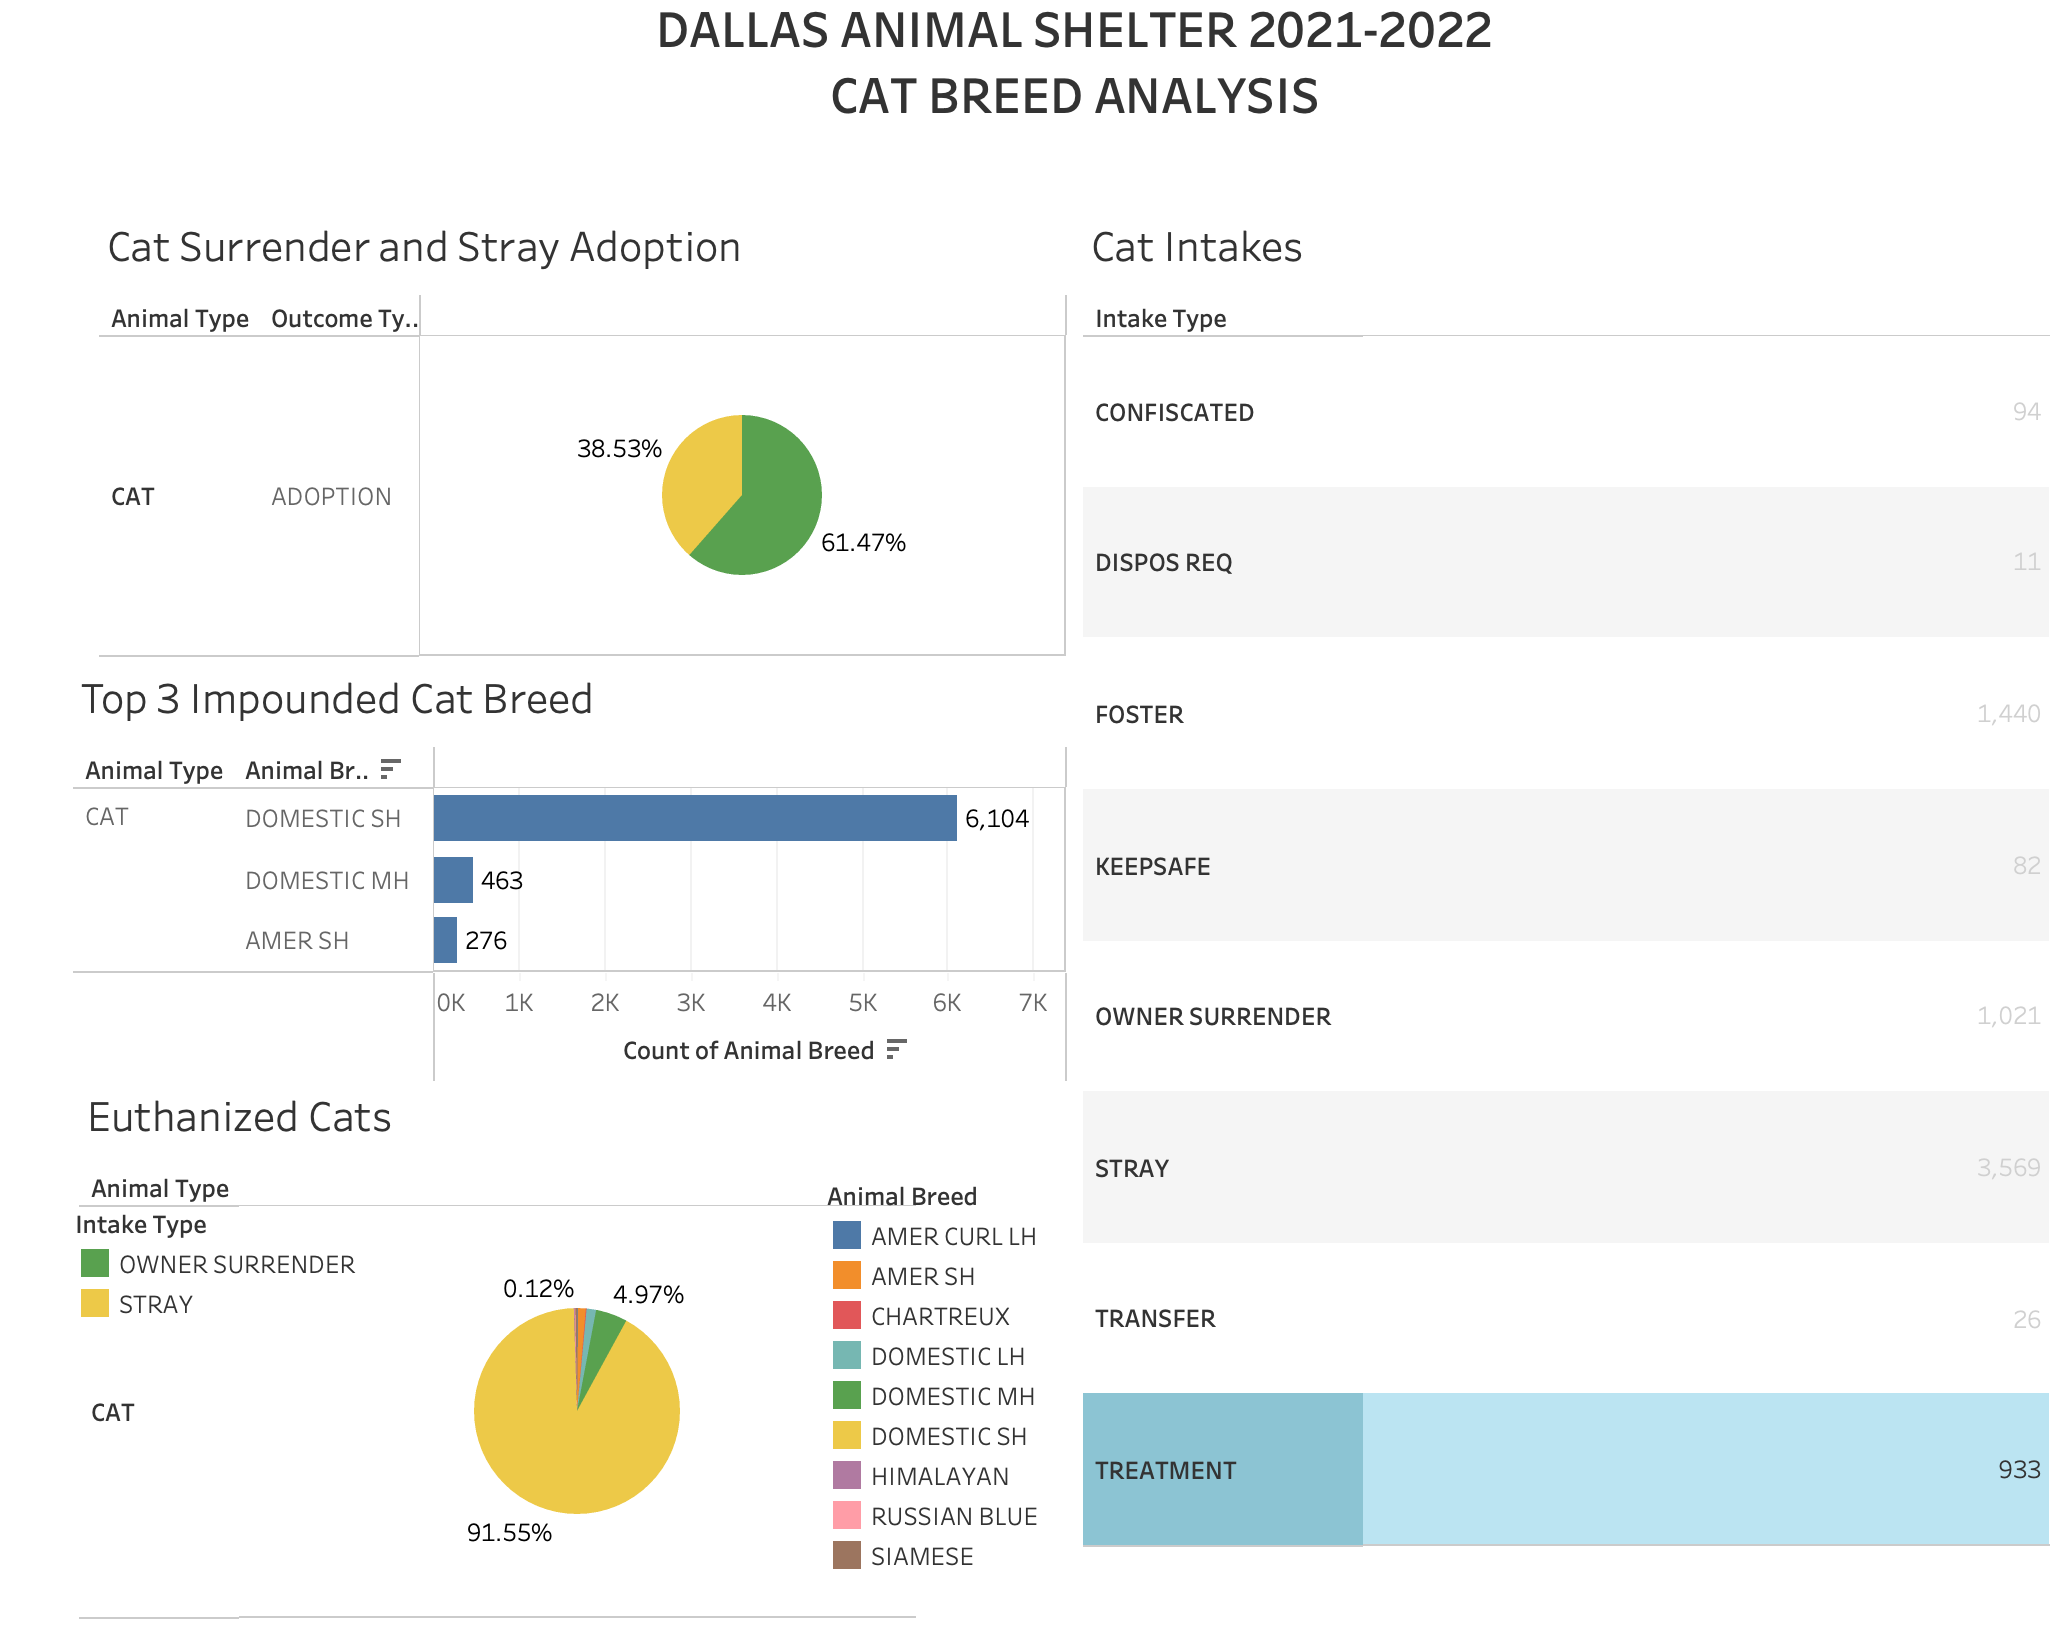 DALLAS ANIMAL SHELTER 2021-2022
CAT BREED ANALYSIS
Cat Surrender and Stray Adoption
Animal Type Outcome Ty..
CAT ADOPTION
38.53%
61.47%
Top 3 Impounded Cat Breed
Animal Type Animal Br..
CAT DOMESTIC SH 6,104
DOMESTIC MH 463
AMER SH 276
0K 1K 2K 3K 4K 5K 6K 7K
Count of Animal Breed
Euthanized Cats
Animal Type
Intake Type
OWNER SURRENDER
STRAY
CAT
0.12%
4.97%
91.55%
Animal Breed
AMER CURL LH
AMER SH
CHARTREUX
DOMESTIC LH
DOMESTIC MH
DOMESTIC SH
HIMALAYAN
RUSSIAN BLUE
SIAMESE
Cat Intakes
Intake Type
CONFISCATED 94
DISPOS REQ 11
FOSTER 1,440
KEEPSAFE 82
OWNER SURRENDER 1,021
STRAY 3,569
TRANSFER 26
TREATMENT 933